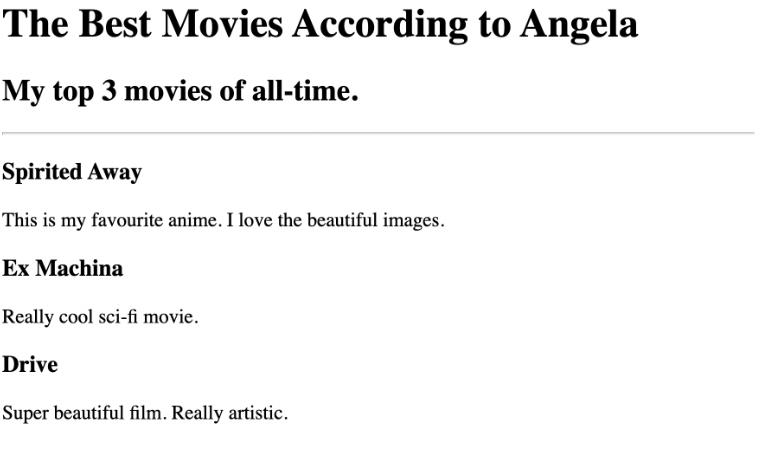 The Best Movies According to Angela
My top 3 movies of all-time.
Spirited Away
This is my favourite anime. I love the beautiful images.
Ex Machina
Really cool sci-fi movie.
Drive
Super beautiful film. Really artistic.